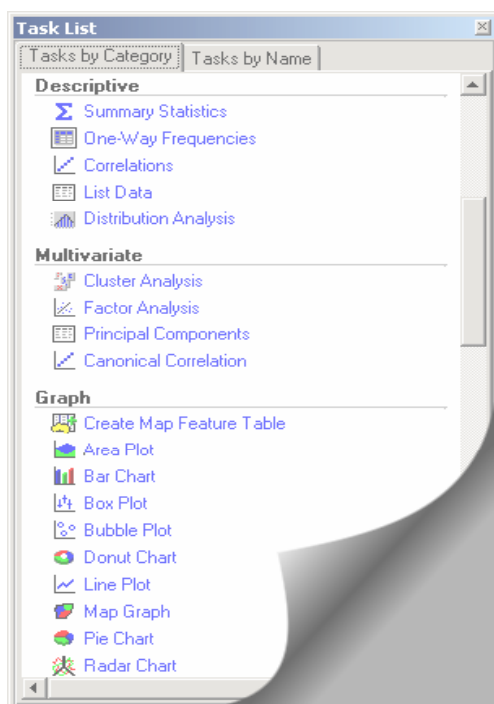 Task List
Tasks by Category
Tasks by Name
Descriptive
Summary Statistics
One-Way Frequencies
Correlations
List Data
Distribution Analysis
Multivariate
Cluster Analysis
Factor Analysis
Principal Components
Canonical Correlation
Graph
Create Map Feature Table
Area Plot
Bar Chart
Box Plot
Bubble Plot
Donut Chart
Line Plot
Map Graph
Pie Chart
Radar Chart